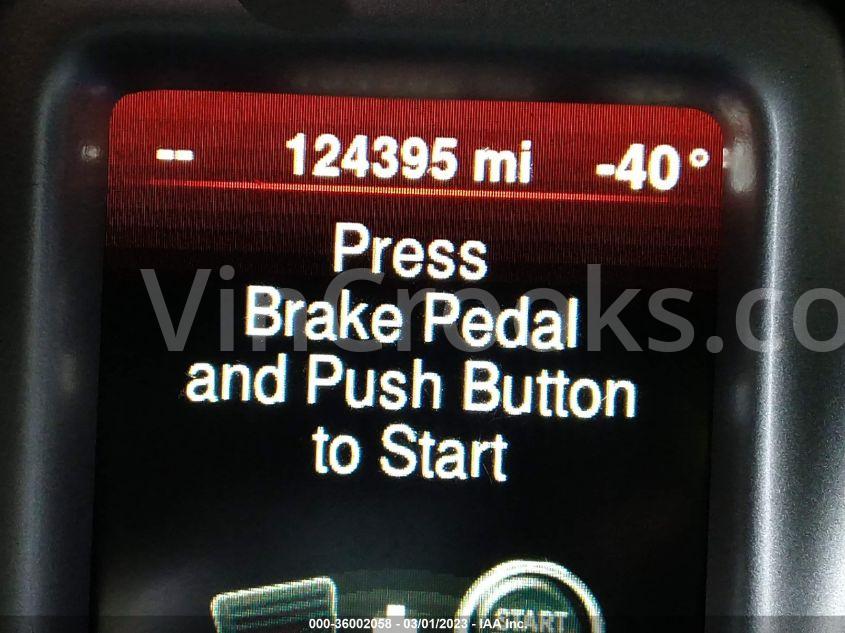 -- 124395 mi -40°
Press
Brake Pedal
and Push Button
to Start
VinCrooks.co
START
000-36002058 - 03/01/2023 - IAA Inc.